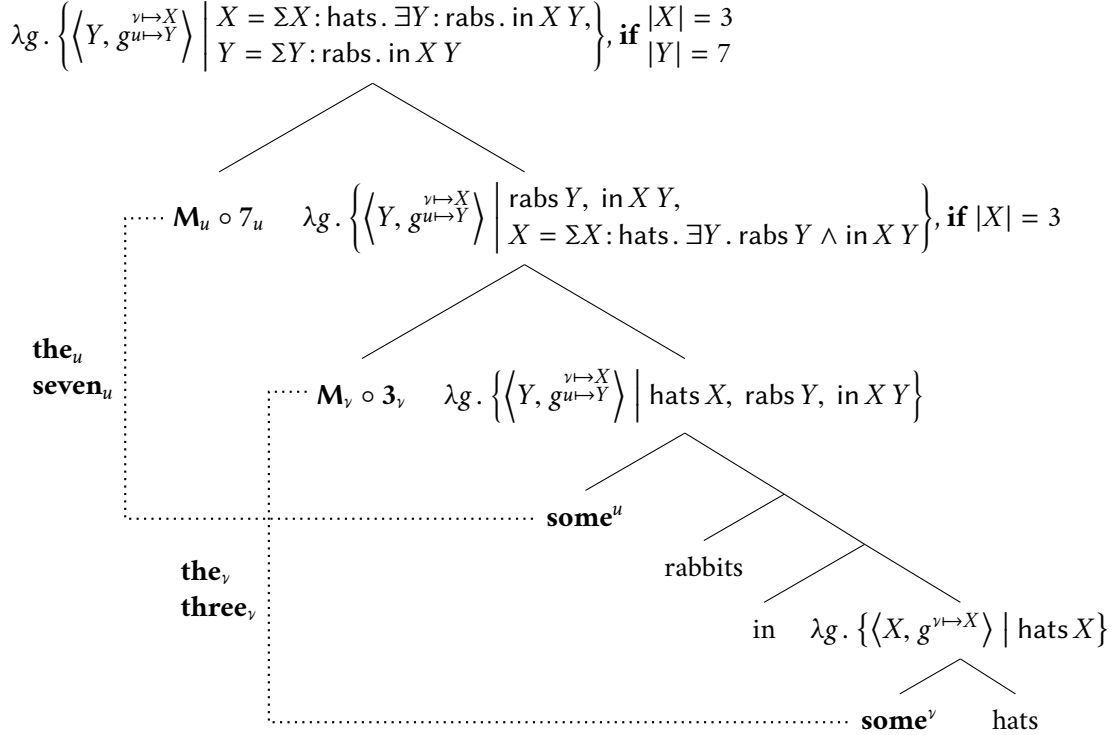 λg. {⟨Y, g^{ν↦X}_{u↦Y}⟩ | X = ΣX: hats. ∃Y: rabs. in X Y, Y = ΣY: rabs. in X Y}, if |X| = 3 |Y| = 7
M_u ∘ 7_u λg. {⟨Y, g^{ν↦X}_{u↦Y}⟩ | rabs Y, in X Y, X = ΣX: hats. ∃Y. rabs Y ∧ in X Y}, if |X| = 3
the_u
seven_u
M_ν ∘ 3_ν λg. {⟨Y, g^{ν↦X}_{u↦Y}⟩ | hats X, rabs Y, in X Y}
some^u
the_ν
three_ν
rabbits
in λg. {⟨X, g^{ν↦X}⟩ | hats X}
some^ν hats